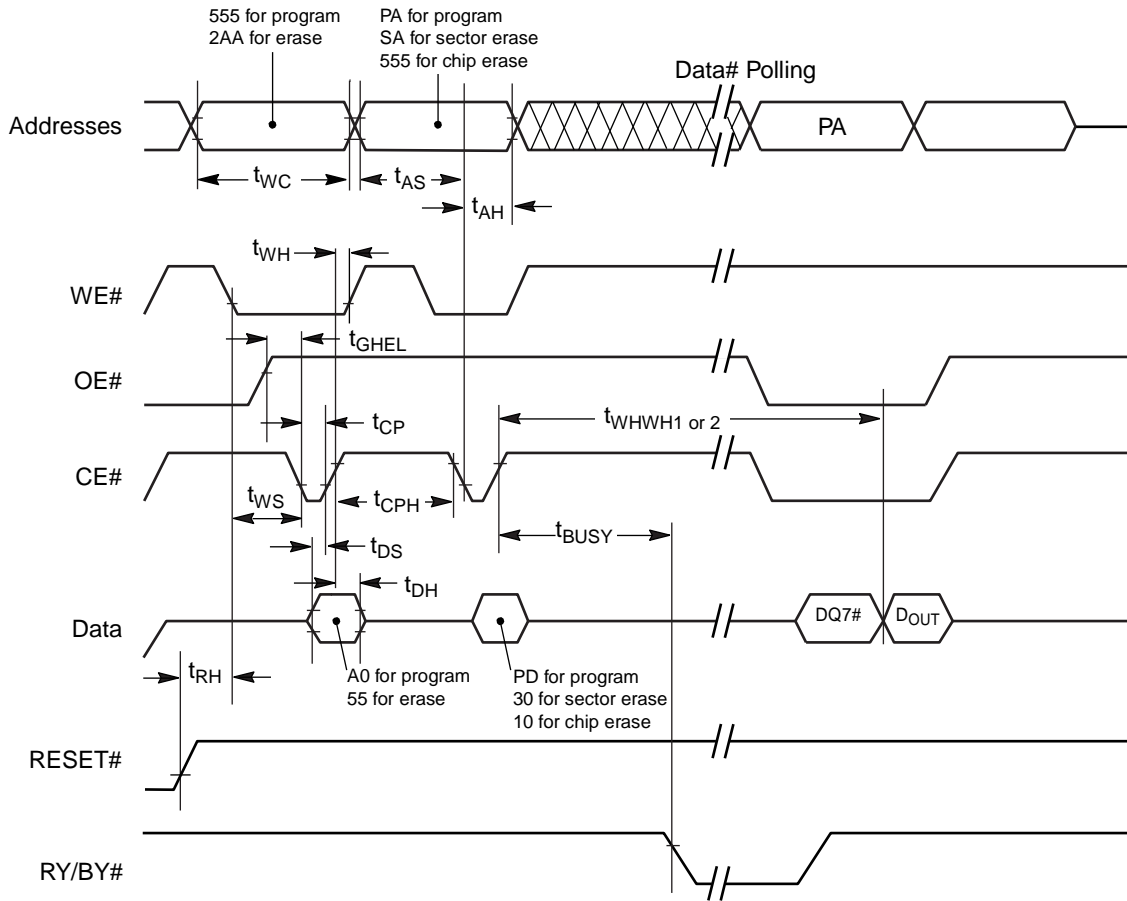 555 for program
2AA for erase
PA for program
SA for sector erase
555 for chip erase
Data# Polling
Addresses
PA
tWC
tAS
tAH
tWH
WE#
tGHEL
OE#
tWHWH1 or 2
tCP
CE#
tWS
tCPH
tBUSY
tDS
tDH
Data
DQ7#
DOUT
tRH
A0 for program
55 for erase
PD for program
30 for sector erase
10 for chip erase
RESET#
RY/BY#